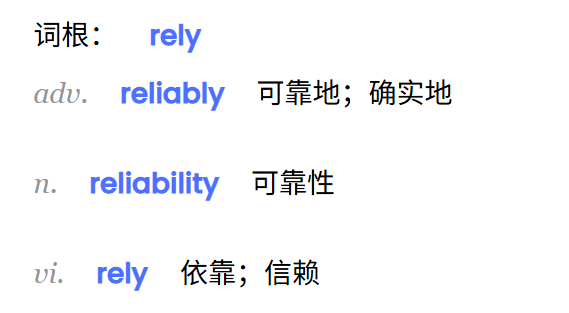 词根： rely
adv. reliably 可靠地；确实地
n. reliability 可靠性
vi. rely 依靠；信赖